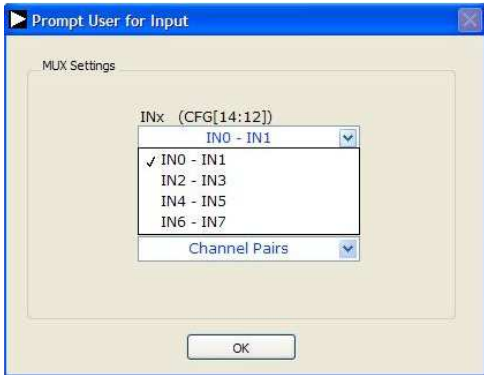 Prompt User for Input
MUX Settings
INx (CFG[14:12])
IN0 - IN1
✓ IN0 - IN1
IN2 - IN3
IN4 - IN5
IN6 - IN7
Channel Pairs
OK